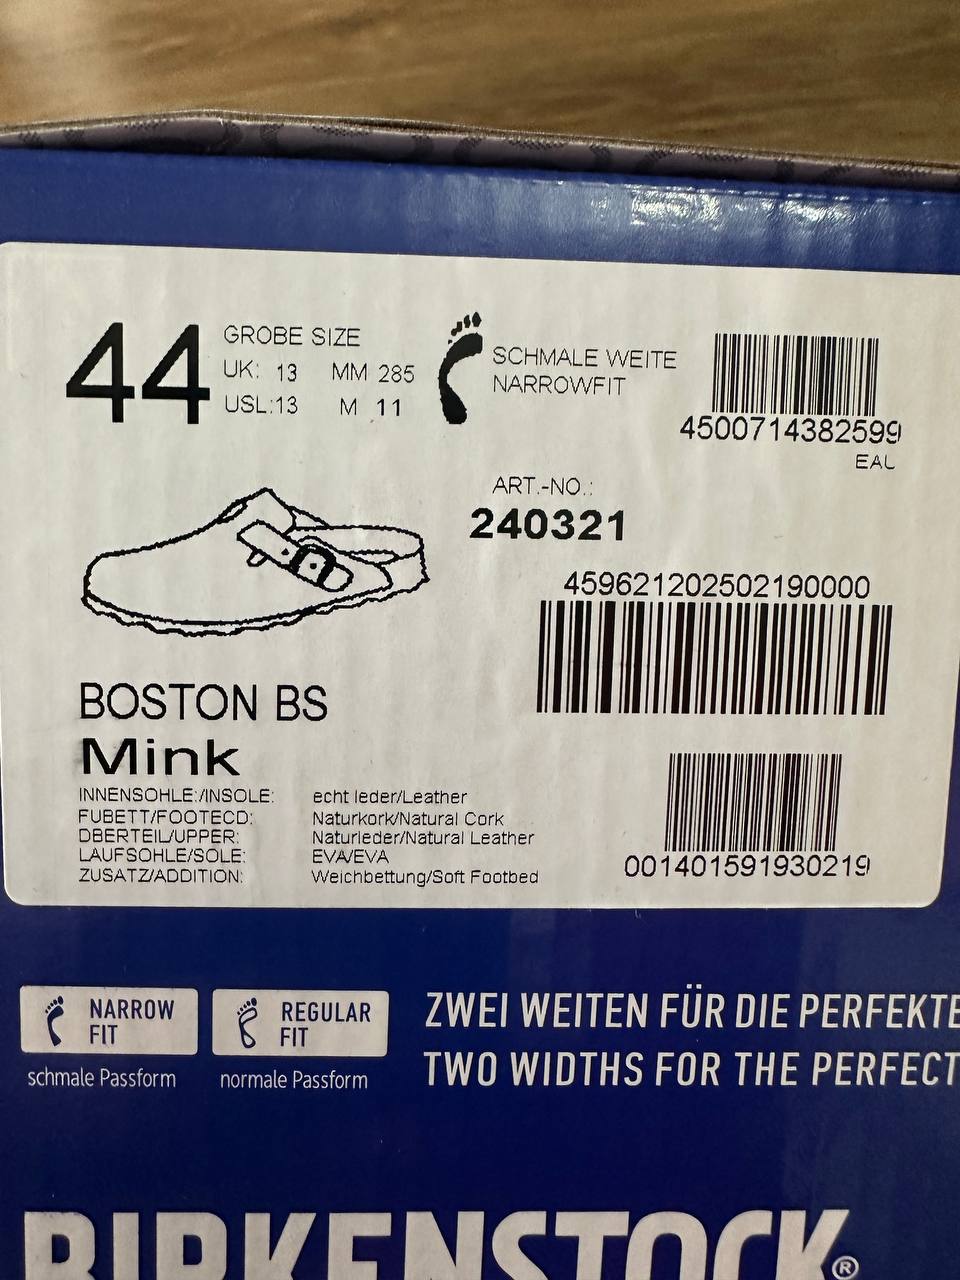 44
GROBE SIZE
UK: 13 MM 285
USL:13 M 11
SCHMALE WEITE
NARROWFIT
4500714382599
EAL
ART.-NO.:
240321
459621202502190000
BOSTON BS
Mink
INNENSOHLE:/INSOLE: echt leder/Leather
FUBETT/FOOTECD: Naturkork/Natural Cork
DBERTEIL/UPPER: Naturleder/Natural Leather
LAUFSOHLE/SOLE: EVA/EVA
ZUSATZ/ADDITION: Weichbettung/Soft Footbed
001401591930219
NARROW
FIT
schmale Passform
REGULAR
FIT
normale Passform
ZWEI WEITEN FÜR DIE PERFEKTE
TWO WIDTHS FOR THE PERFECT
BIRKENSTOCK®